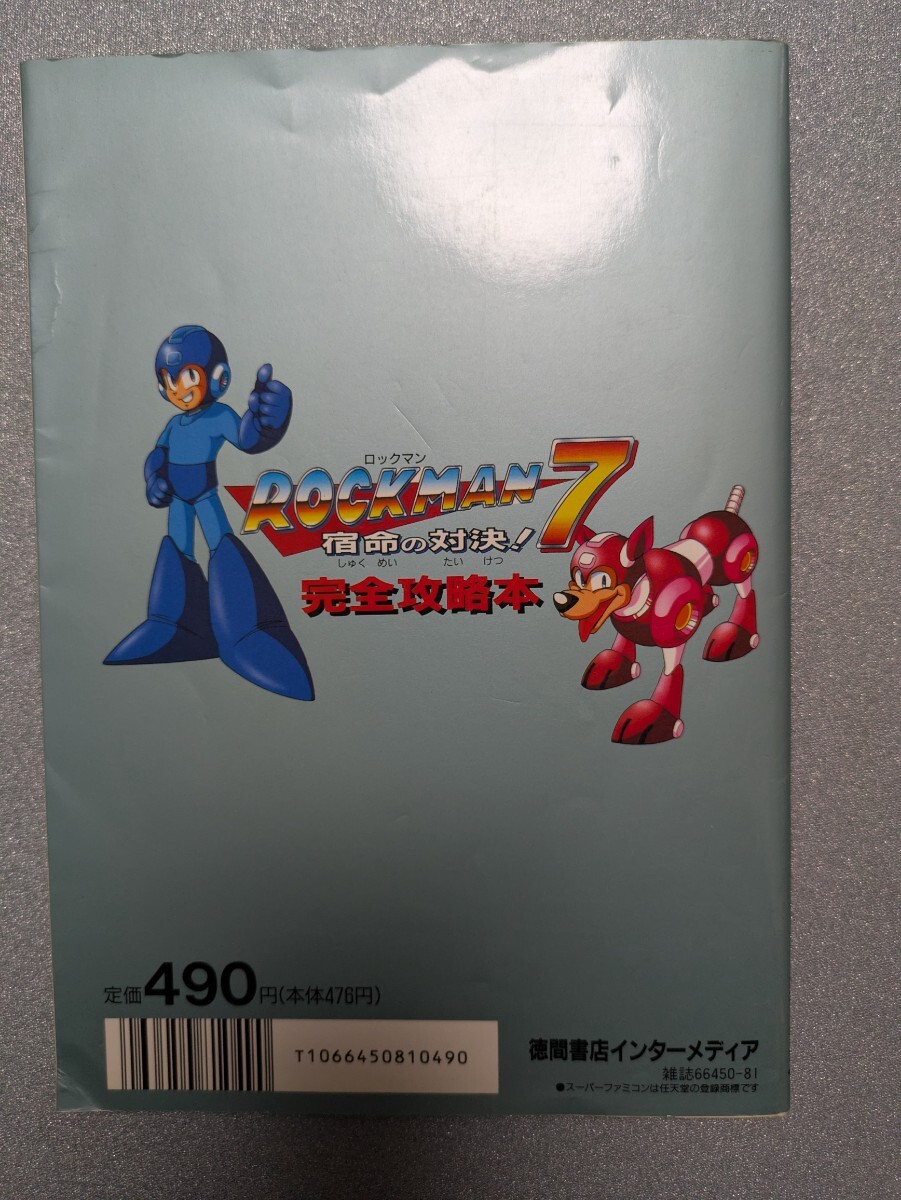 ロックマン
ROCKMAN 7
宿命の対決!
しゅく めい たい けつ
完全攻略本
定価490円(本体476円)
T1066450810490
徳間書店インターメディア
雑誌66450-81
●スーパーファミコンは任天堂の登録商標です